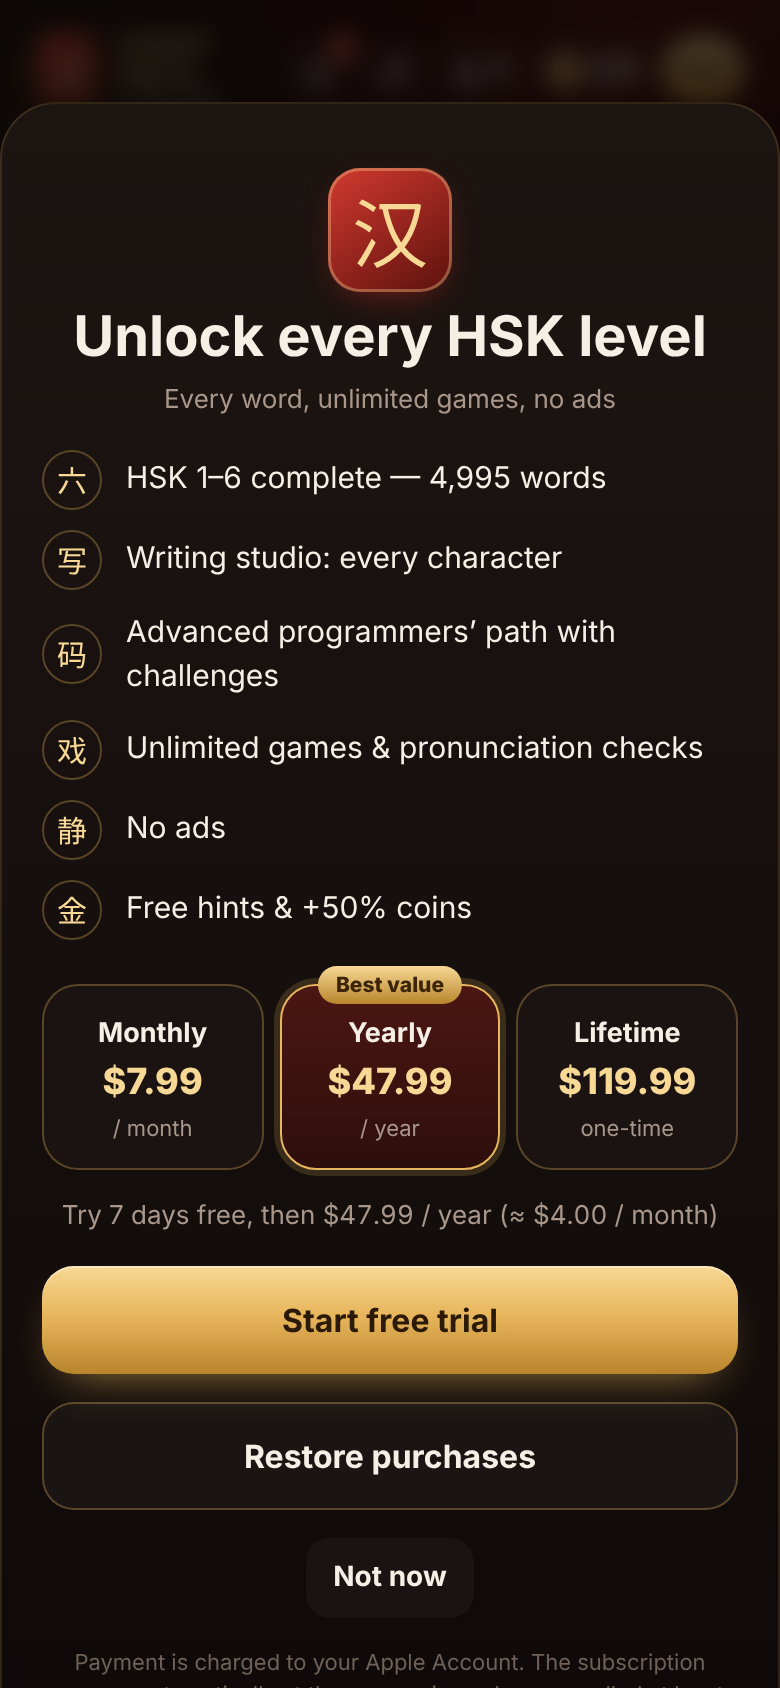 汉
Unlock every HSK level
Every word, unlimited games, no ads
六 HSK 1–6 complete — 4,995 words
写 Writing studio: every character
码 Advanced programmers’ path with
challenges
戏 Unlimited games & pronunciation checks
静 No ads
金 Free hints & +50% coins
Best value
Monthly Yearly Lifetime
$7.99 $47.99 $119.99
/ month / year one-time
Try 7 days free, then $47.99 / year (≈ $4.00 / month)
Start free trial
Restore purchases
Not now
Payment is charged to your Apple Account. The subscription